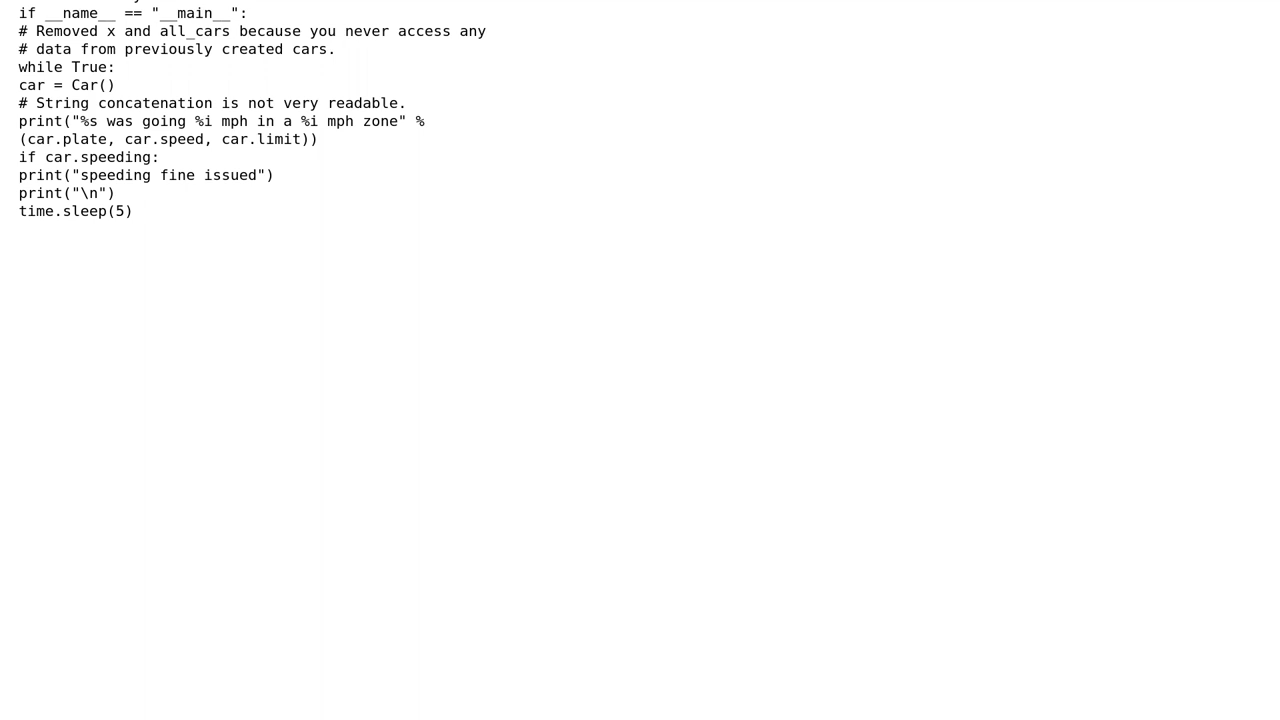 if __name__ == "__main__":
# Removed x and all_cars because you never access any
# data from previously created cars.
while True:
car = Car()
# String concatenation is not very readable.
print("%s was going %i mph in a %i mph zone" %
(car.plate, car.speed, car.limit))
if car.speeding:
print("speeding fine issued")
print("\n")
time.sleep(5)